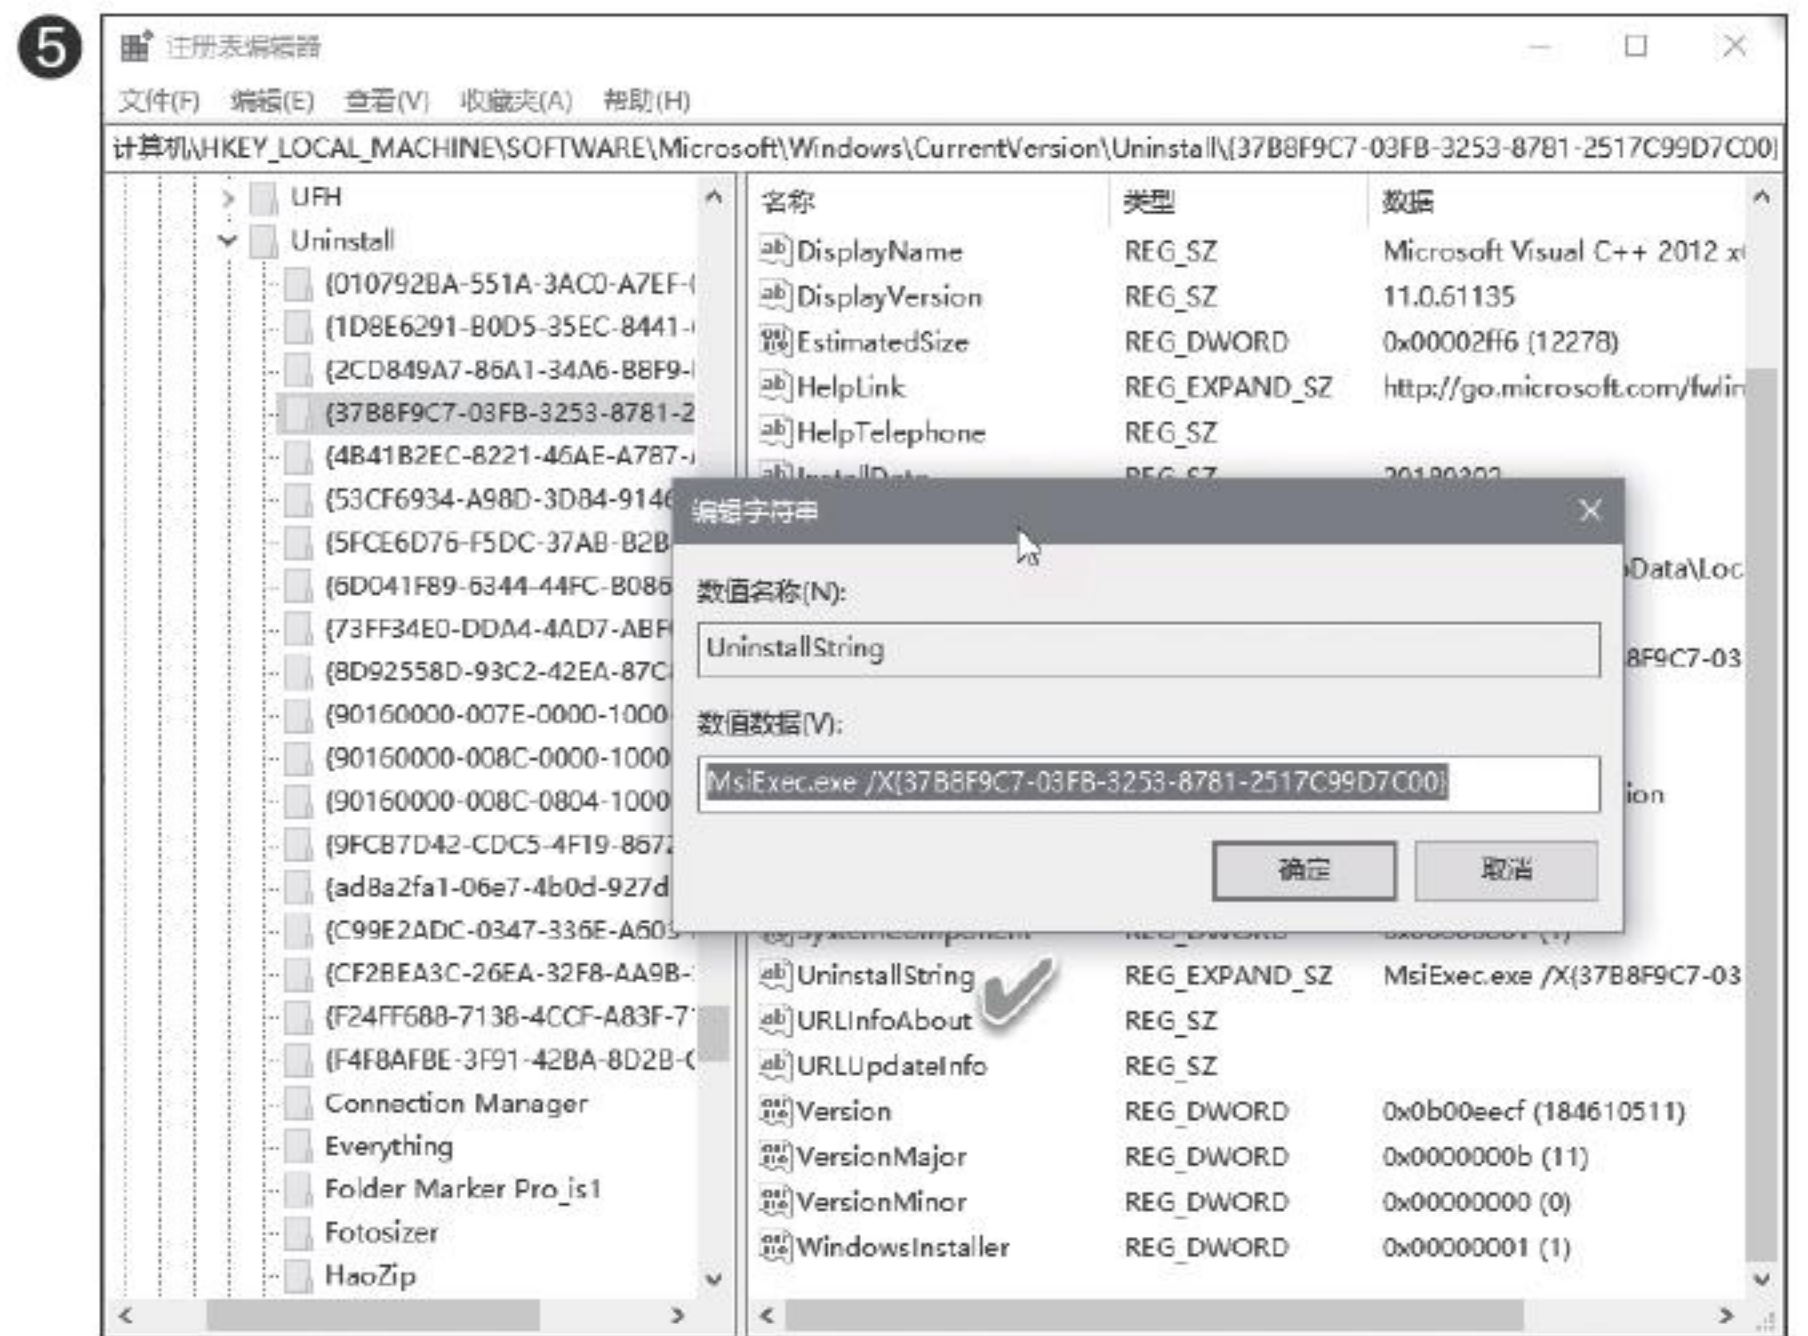 5
注册表编辑器
文件(F) 编辑(E) 查看(V) 收藏夹(A) 帮助(H)
计算机\HKEY_LOCAL_MACHINE\SOFTWARE\Microsoft\Windows\CurrentVersion\Uninstall\{37B8F9C7-03FB-3253-8781-2517C99D7C00}
UFH
Uninstall
{010792BA-551A-3AC0-A7EF-
{1D8E6291-B0D5-35EC-8441-
{2CD849A7-86A1-34A6-B8F9-
{37B8F9C7-03FB-3253-8781-2
{4B41B2EC-8221-46AE-A787-
{53CF6934-A98D-3D84-9146
{5FCE6D76-F5DC-37AB-B2B
{6D041F89-6344-44FC-B086
{73FF34E0-DDA4-4AD7-ABF
{8D92558D-93C2-42EA-87C
{90160000-007E-0000-1000
{90160000-008C-0000-1000
{90160000-008C-0804-1000
{9FCB7D42-CDC5-4F19-867
{ad8a2fa1-06e7-4b0d-927d
{C99E2ADC-0347-336E-A603
{CF2BEA3C-26EA-32F8-AA9B-
{F24FF688-7138-4CCF-A83F-7
{F4F8AFBE-3F91-42BA-8D2B-
Connection Manager
Everything
Folder Marker Pro_is1
Fotosizer
HaoZip
名称 类型 数据
DisplayName REG_SZ Microsoft Visual C++ 2012 x
DisplayVersion REG_SZ 11.0.61135
EstimatedSize REG_DWORD 0x00002ff6 (12278)
HelpLink REG_EXPAND_SZ http://go.microsoft.com/fwlin
HelpTelephone REG_SZ
InstallDate REG_SZ
编辑字符串
数值名称(N):
UninstallString
数值数据(V):
MsiExec.exe /X{37B8F9C7-03FB-3253-8781-2517C99D7C00}
确定 取消
Data\Loc
8F9C7-03
ion
SystemComponent REG_DWORD 0x00000001 (1)
UninstallString REG_EXPAND_SZ MsiExec.exe /X{37B8F9C7-03
URLInfoAbout REG_SZ
URLUpdateInfo REG_SZ
Version REG_DWORD 0x0b00eecf (184610511)
VersionMajor REG_DWORD 0x0000000b (11)
VersionMinor REG_DWORD 0x00000000 (0)
WindowsInstaller REG_DWORD 0x00000001 (1)